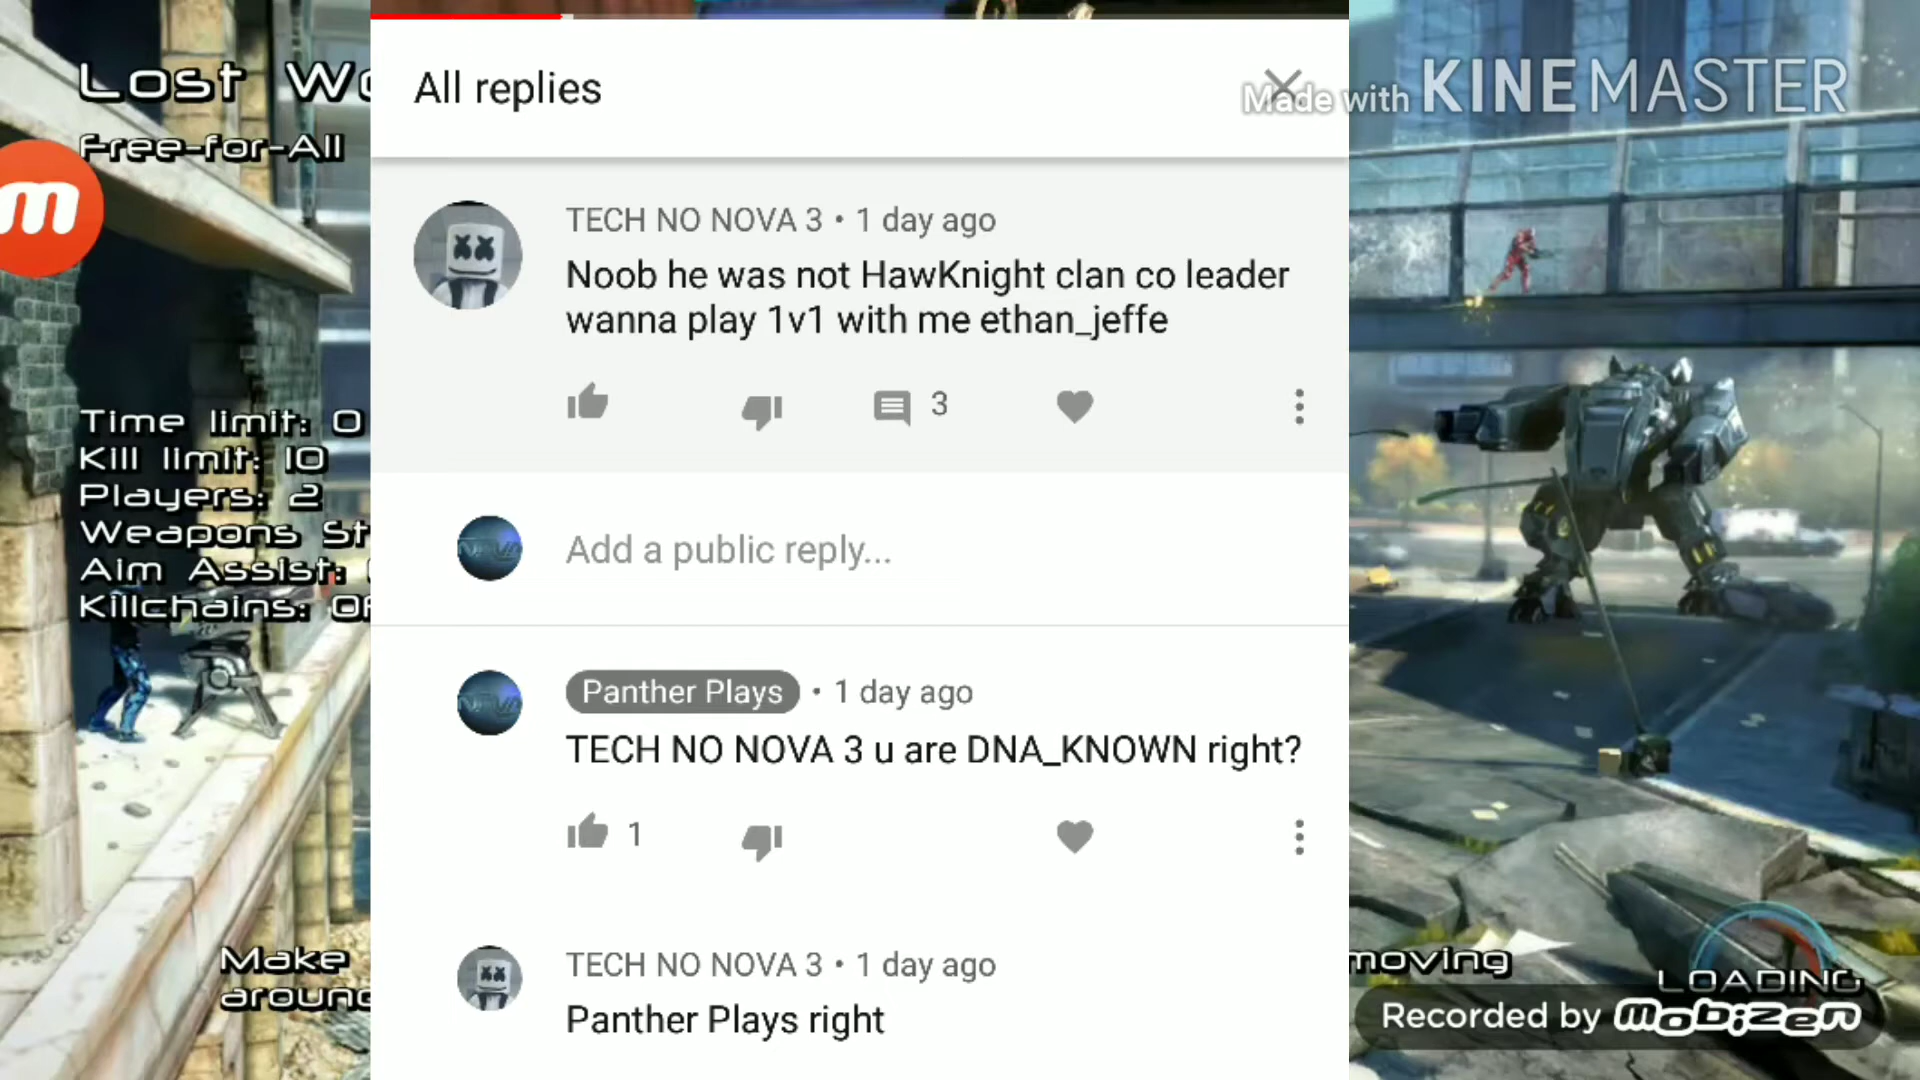 Lost
Free-for-All
m
Time limit: 0
Kill limit: 10
Players: 2
Weapons
Aim Assist:
Killchains:
Make
around
All replies
Made with KINEMASTER
TECH NO NOVA 3 • 1 day ago
Noob he was not HawKnight clan co leader
wanna play 1v1 with me ethan_jeffe
3
Add a public reply...
Panther Plays • 1 day ago
TECH NO NOVA 3 u are DNA_KNOWN right?
1
TECH NO NOVA 3 • 1 day ago
Panther Plays right
moving
LOADING
Recorded by Mobizen